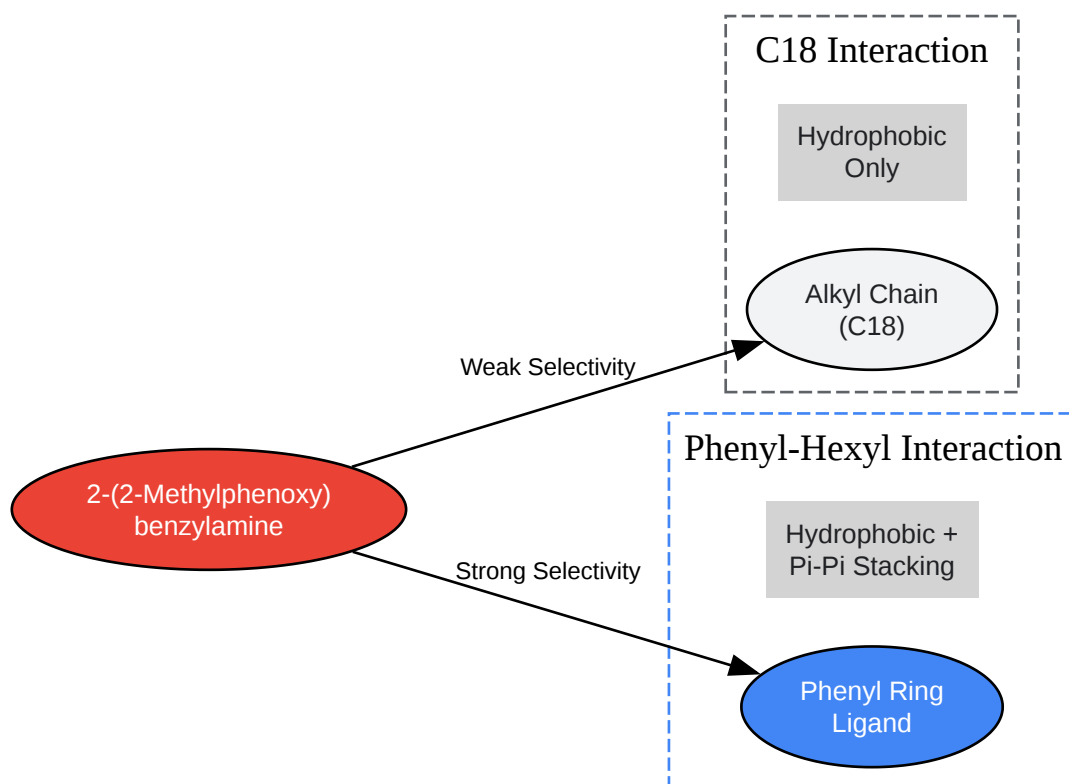 C18 Interaction
Hydrophobic
Only
Alkyl Chain
(C18)
Weak Selectivity
Phenyl-Hexyl Interaction
2-(2-Methylphenoxy)
benzylamine
Hydrophobic +
Pi-Pi Stacking
Strong Selectivity
Phenyl Ring
Ligand